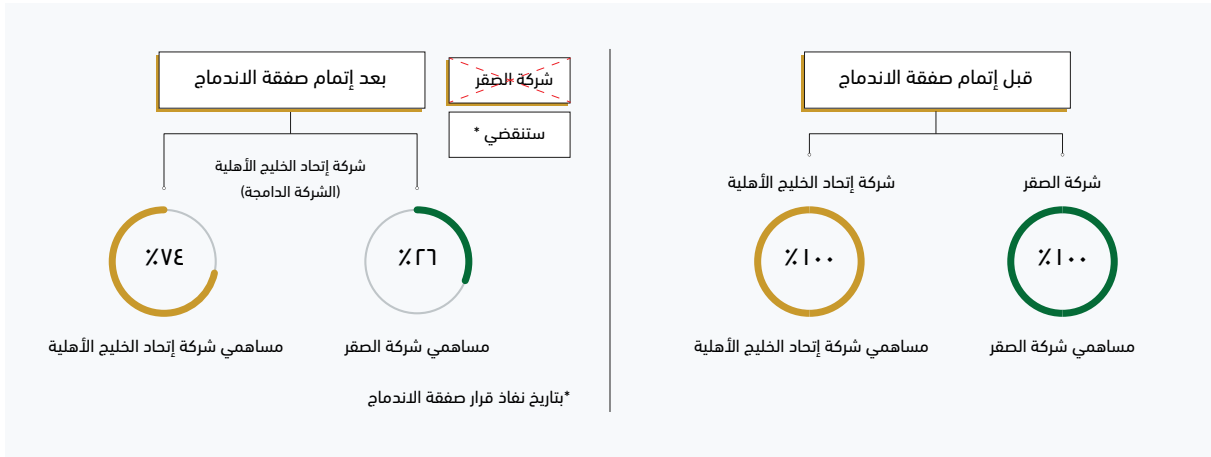 قبل إتمام صفقة الاندماج
شركة الصقر
شركة إتحاد الخليج الأهلية
٪١٠٠
٪١٠٠
مساهمي شركة الصقر
مساهمي شركة إتحاد الخليج الأهلية
شركة الصقر
ستنقضي *
بعد إتمام صفقة الاندماج
شركة إتحاد الخليج الأهلية
(الشركة الدامجة)
٪٢٦
٪٧٤
مساهمي شركة الصقر
مساهمي شركة إتحاد الخليج الأهلية
*بتاريخ نفاذ قرار صفقة الاندماج